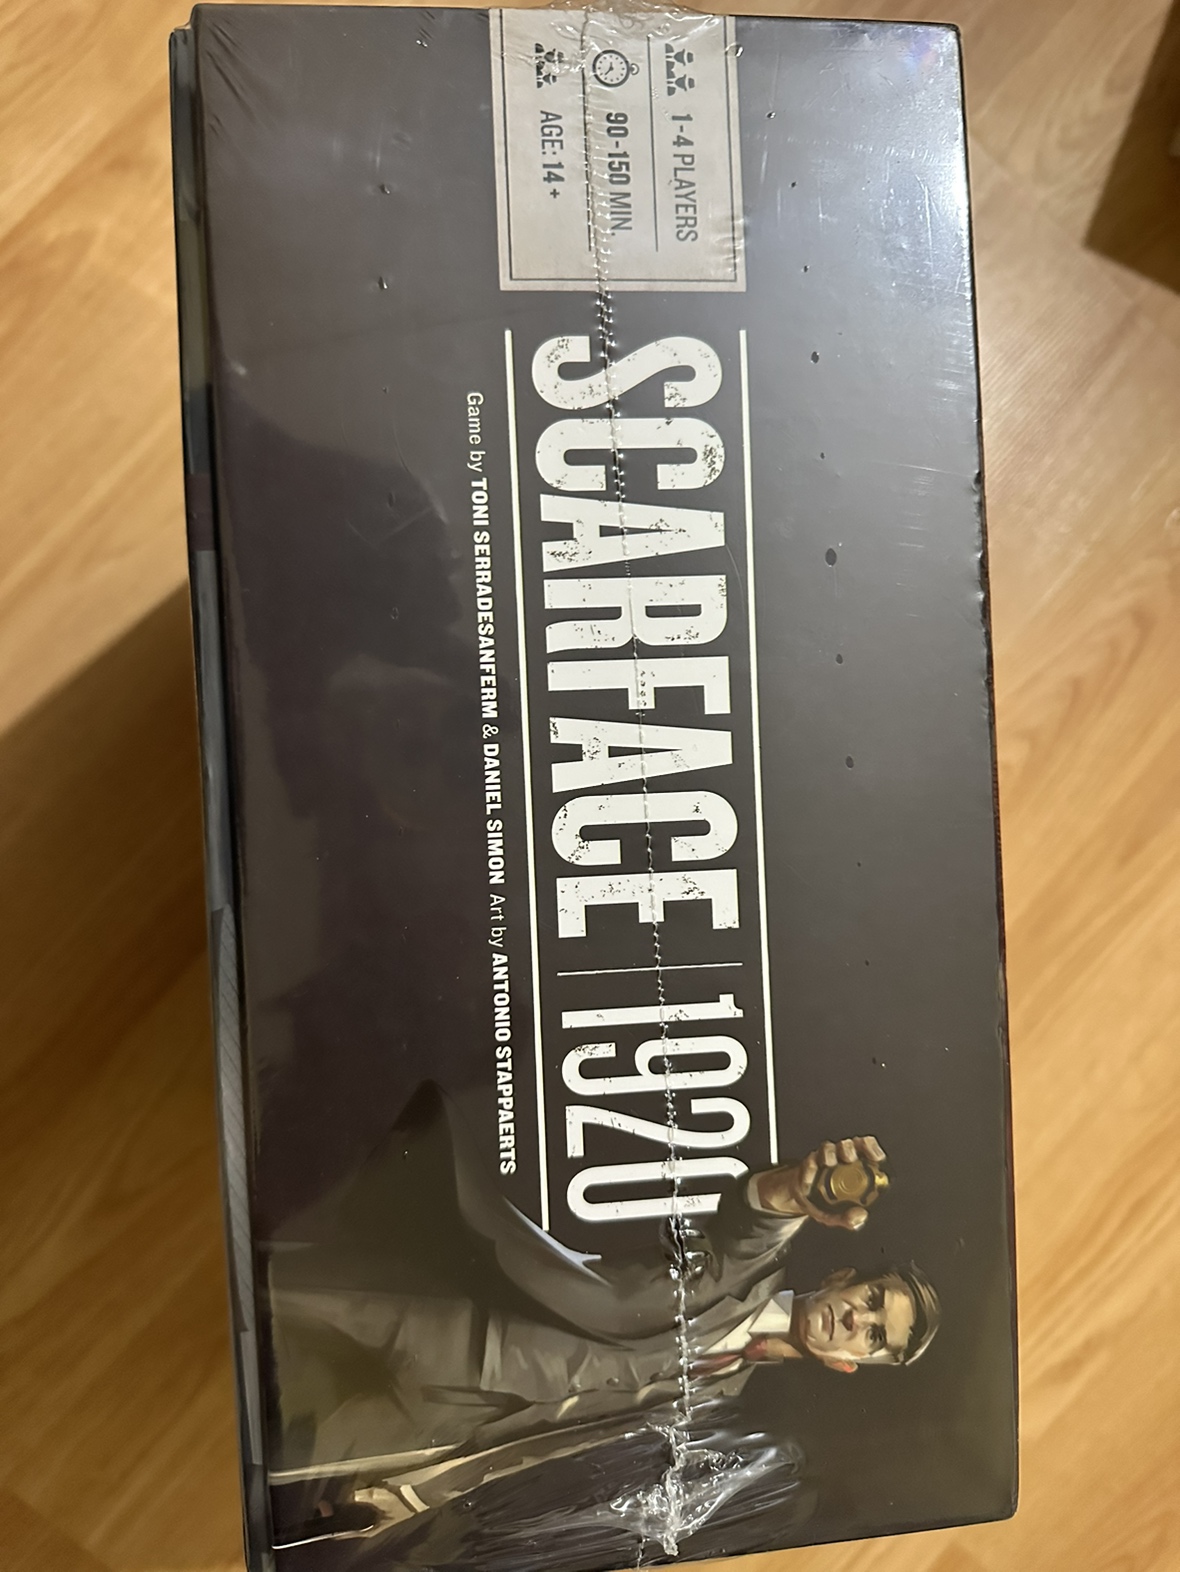 1-4 PLAYERS
90-150 MIN.
AGE: 14+
SCARFACE | 1920
Game by TONI SERRADESANFERM & DANIEL SIMON Art by ANTONIO STAPPAERTS